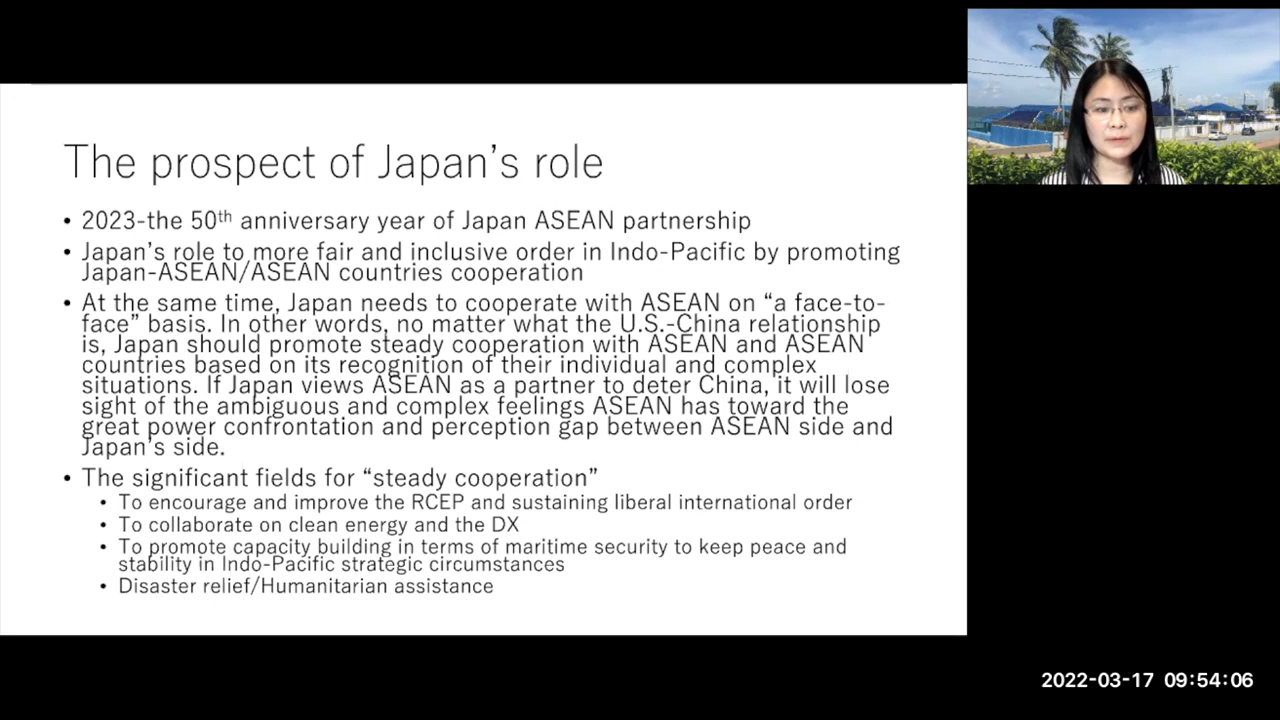 The prospect of Japan’s role
• 2023-the 50th anniversary year of Japan ASEAN partnership
• Japan’s role to more fair and inclusive order in Indo-Pacific by promoting
Japan-ASEAN/ASEAN countries cooperation
• At the same time, Japan needs to cooperate with ASEAN on “a face-to-
face” basis. In other words, no matter what the U.S.-China relationship
is, Japan should promote steady cooperation with ASEAN and ASEAN
countries based on its recognition of their individual and complex
situations. If Japan views ASEAN as a partner to deter China, it will lose
sight of the ambiguous and complex feelings ASEAN has toward the
great power confrontation and perception gap between ASEAN side and
Japan’s side.
• The significant fields for “steady cooperation”
• To encourage and improve the RCEP and sustaining liberal international order
• To collaborate on clean energy and the DX
• To promote capacity building in terms of maritime security to keep peace and
stability in Indo-Pacific strategic circumstances
• Disaster relief/Humanitarian assistance
2022-03-17 09:54:06